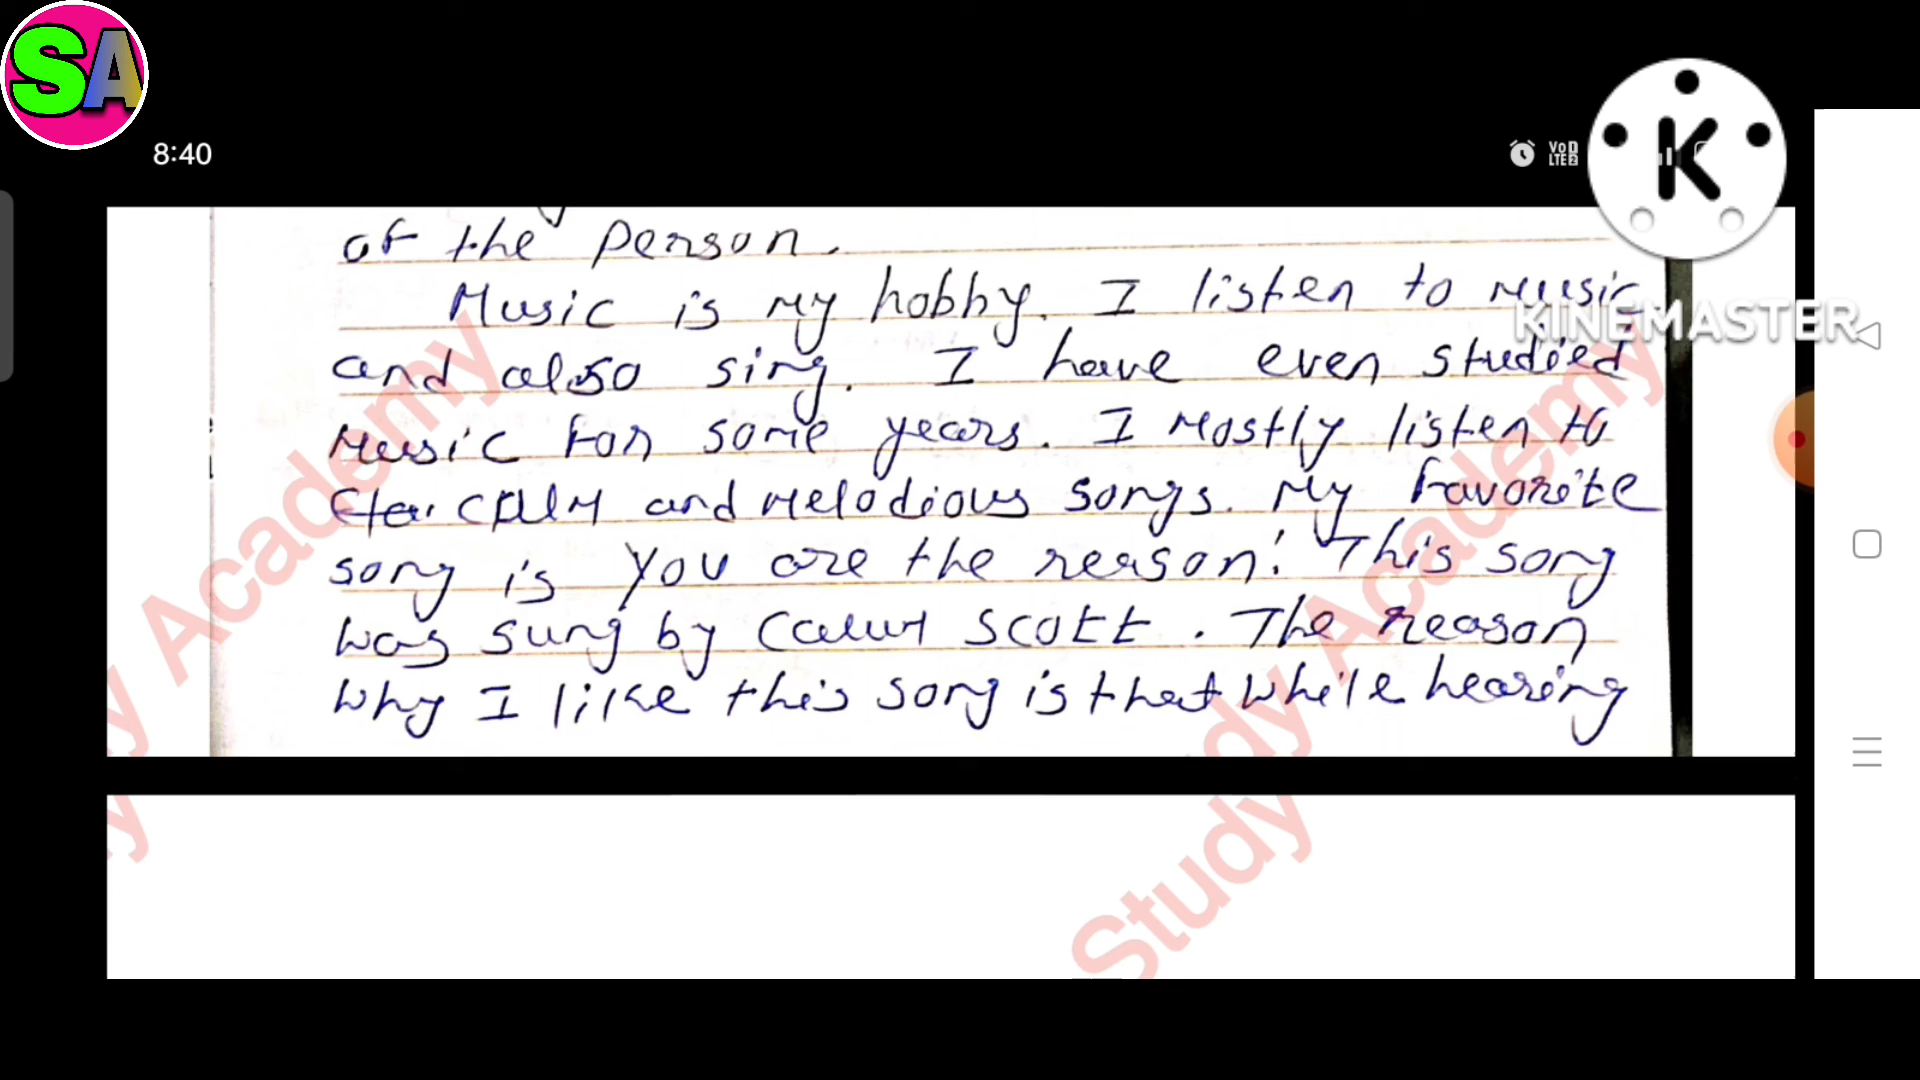 SA
8:40
VoD LTE2
K
of the person.
Music is my hobby. I listen to music
KINEMASTER
and also sing. I have even studied
Music for some years. I Mostly listen to
calm and melodious songs. My favorite
song is You are the reason! This song
was sung by Calum Scott. The reason
why I like this song is that while hearing
Study Academy
Study Academy
Study